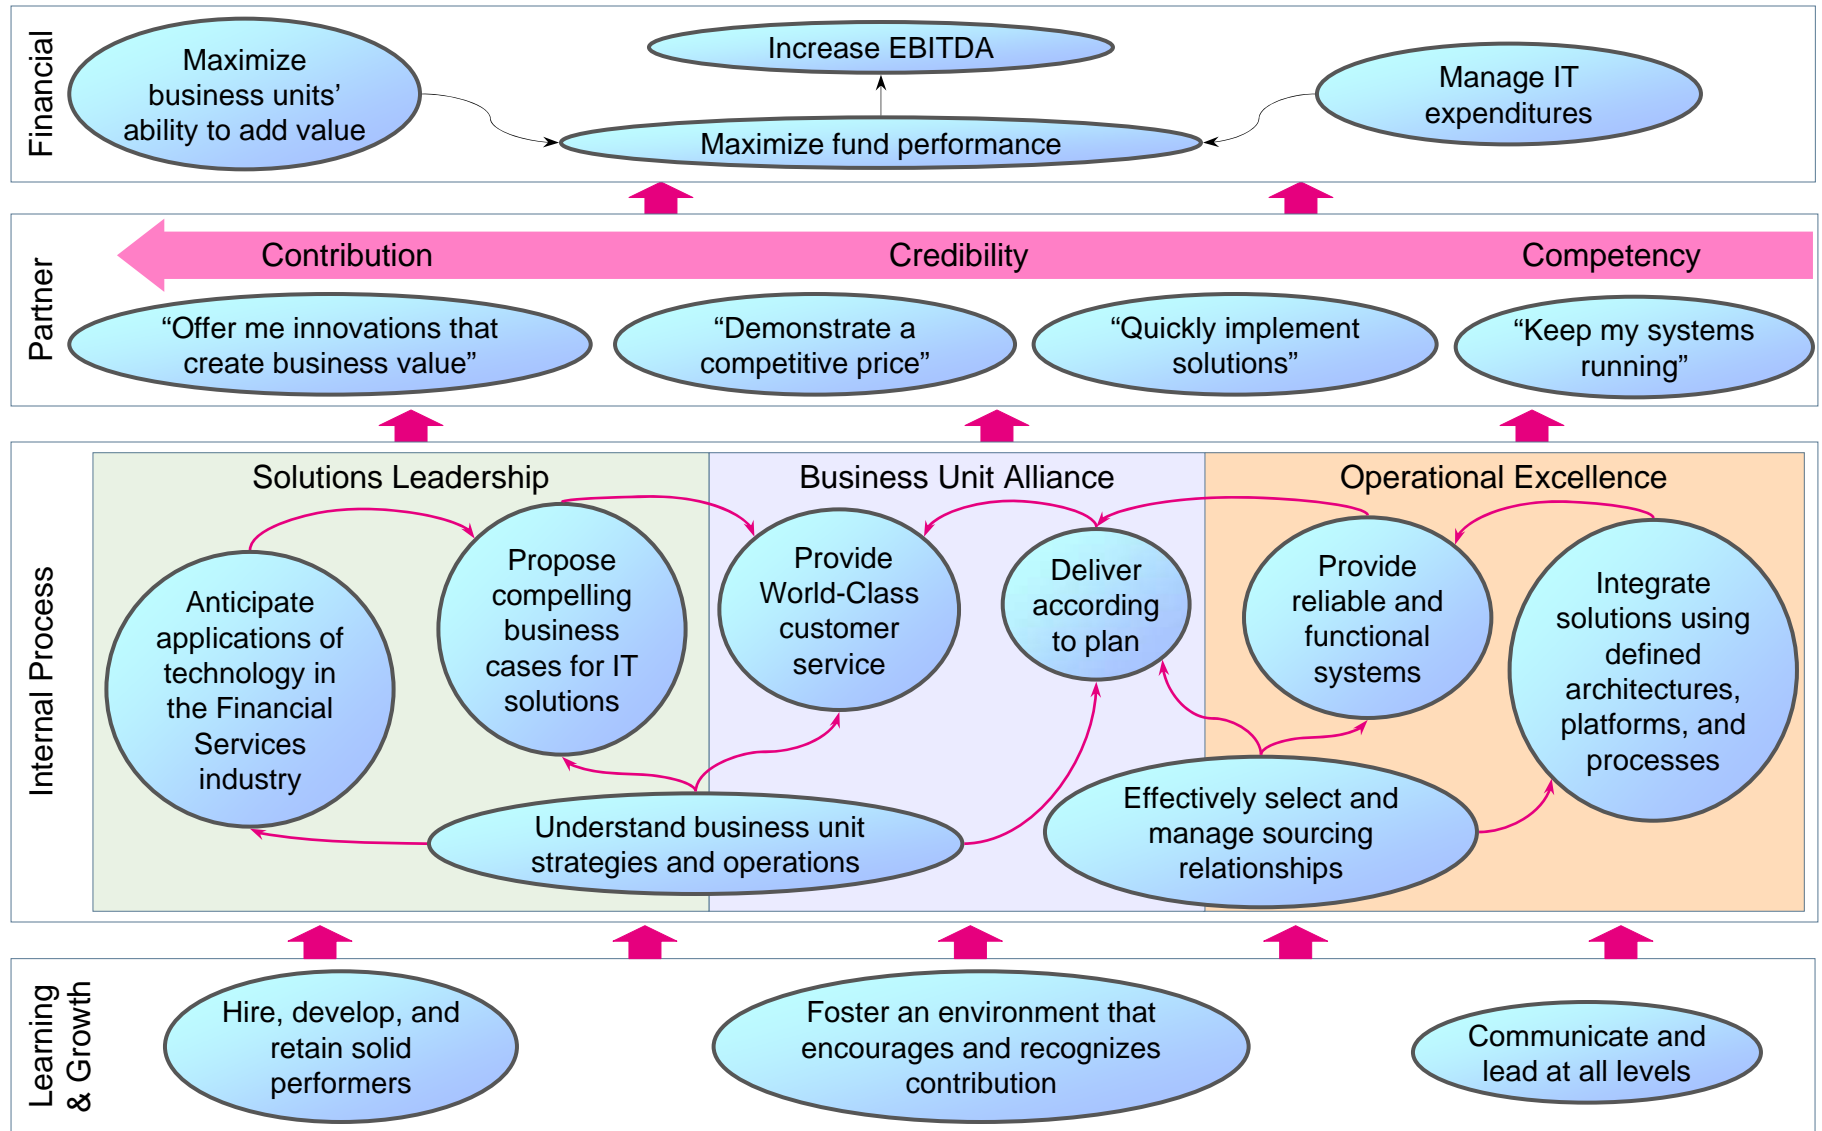 Financial
Maximize
business units’
ability to add value
Increase EBITDA
Maximize fund performance
Manage IT
expenditures
Partner
Contribution
Credibility
Competency
“Offer me innovations that
create business value”
“Demonstrate a
competitive price”
“Quickly implement
solutions”
“Keep my systems
running”
Internal Process
Solutions Leadership
Business Unit Alliance
Operational Excellence
Anticipate
applications of
technology in
the Financial
Services
industry
Propose
compelling
business
cases for IT
solutions
Provide
World-Class
customer
service
Deliver
according
to plan
Provide
reliable and
functional
systems
Integrate
solutions using
defined
architectures,
platforms, and
processes
Understand business unit
strategies and operations
Effectively select and
manage sourcing
relationships
Learning
& Growth
Hire, develop, and
retain solid
performers
Foster an environment that
encourages and recognizes
contribution
Communicate and
lead at all levels